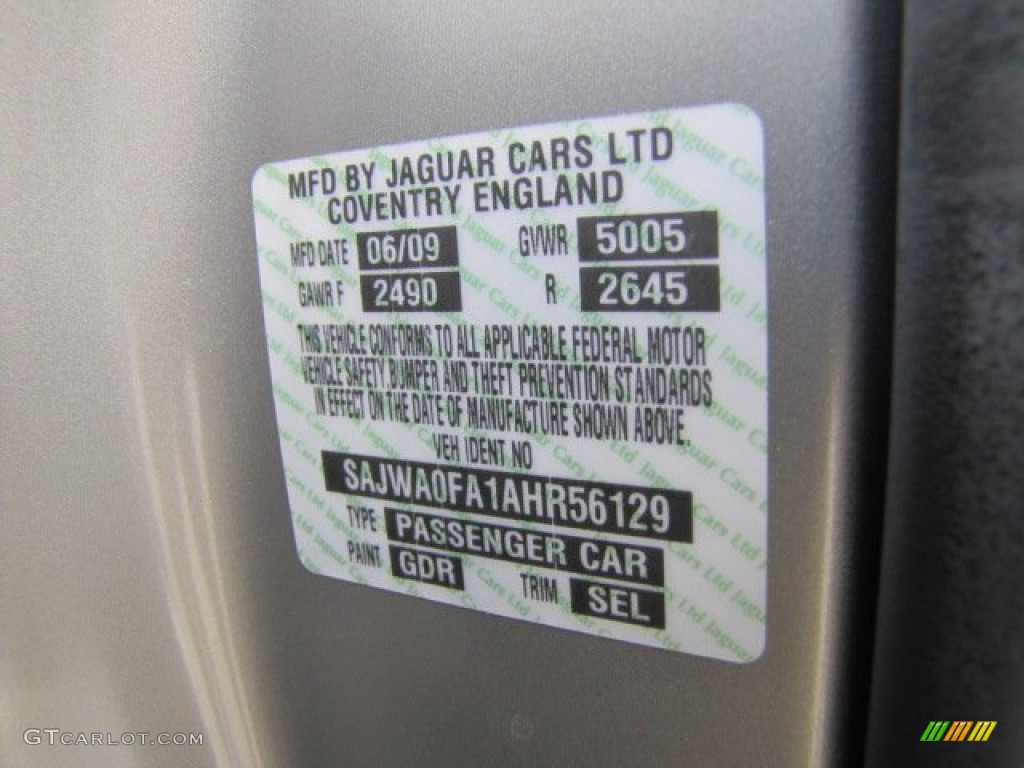 MFD BY JAGUAR CARS LTD
COVENTRY ENGLAND
MFD DATE 06/09 GVWR 5005
GAWR F 2490 R 2645
THIS VEHICLE CONFORMS TO ALL APPLICABLE FEDERAL MOTOR
VEHICLE SAFETY, BUMPER AND THEFT PREVENTION STANDARDS
IN EFFECT ON THE DATE OF MANUFACTURE SHOWN ABOVE.
VEH IDENT NO
SAJWA0FA1AHR56129
TYPE PASSENGER CAR
PAINT GDR TRIM SEL
GTCARLOT.COM